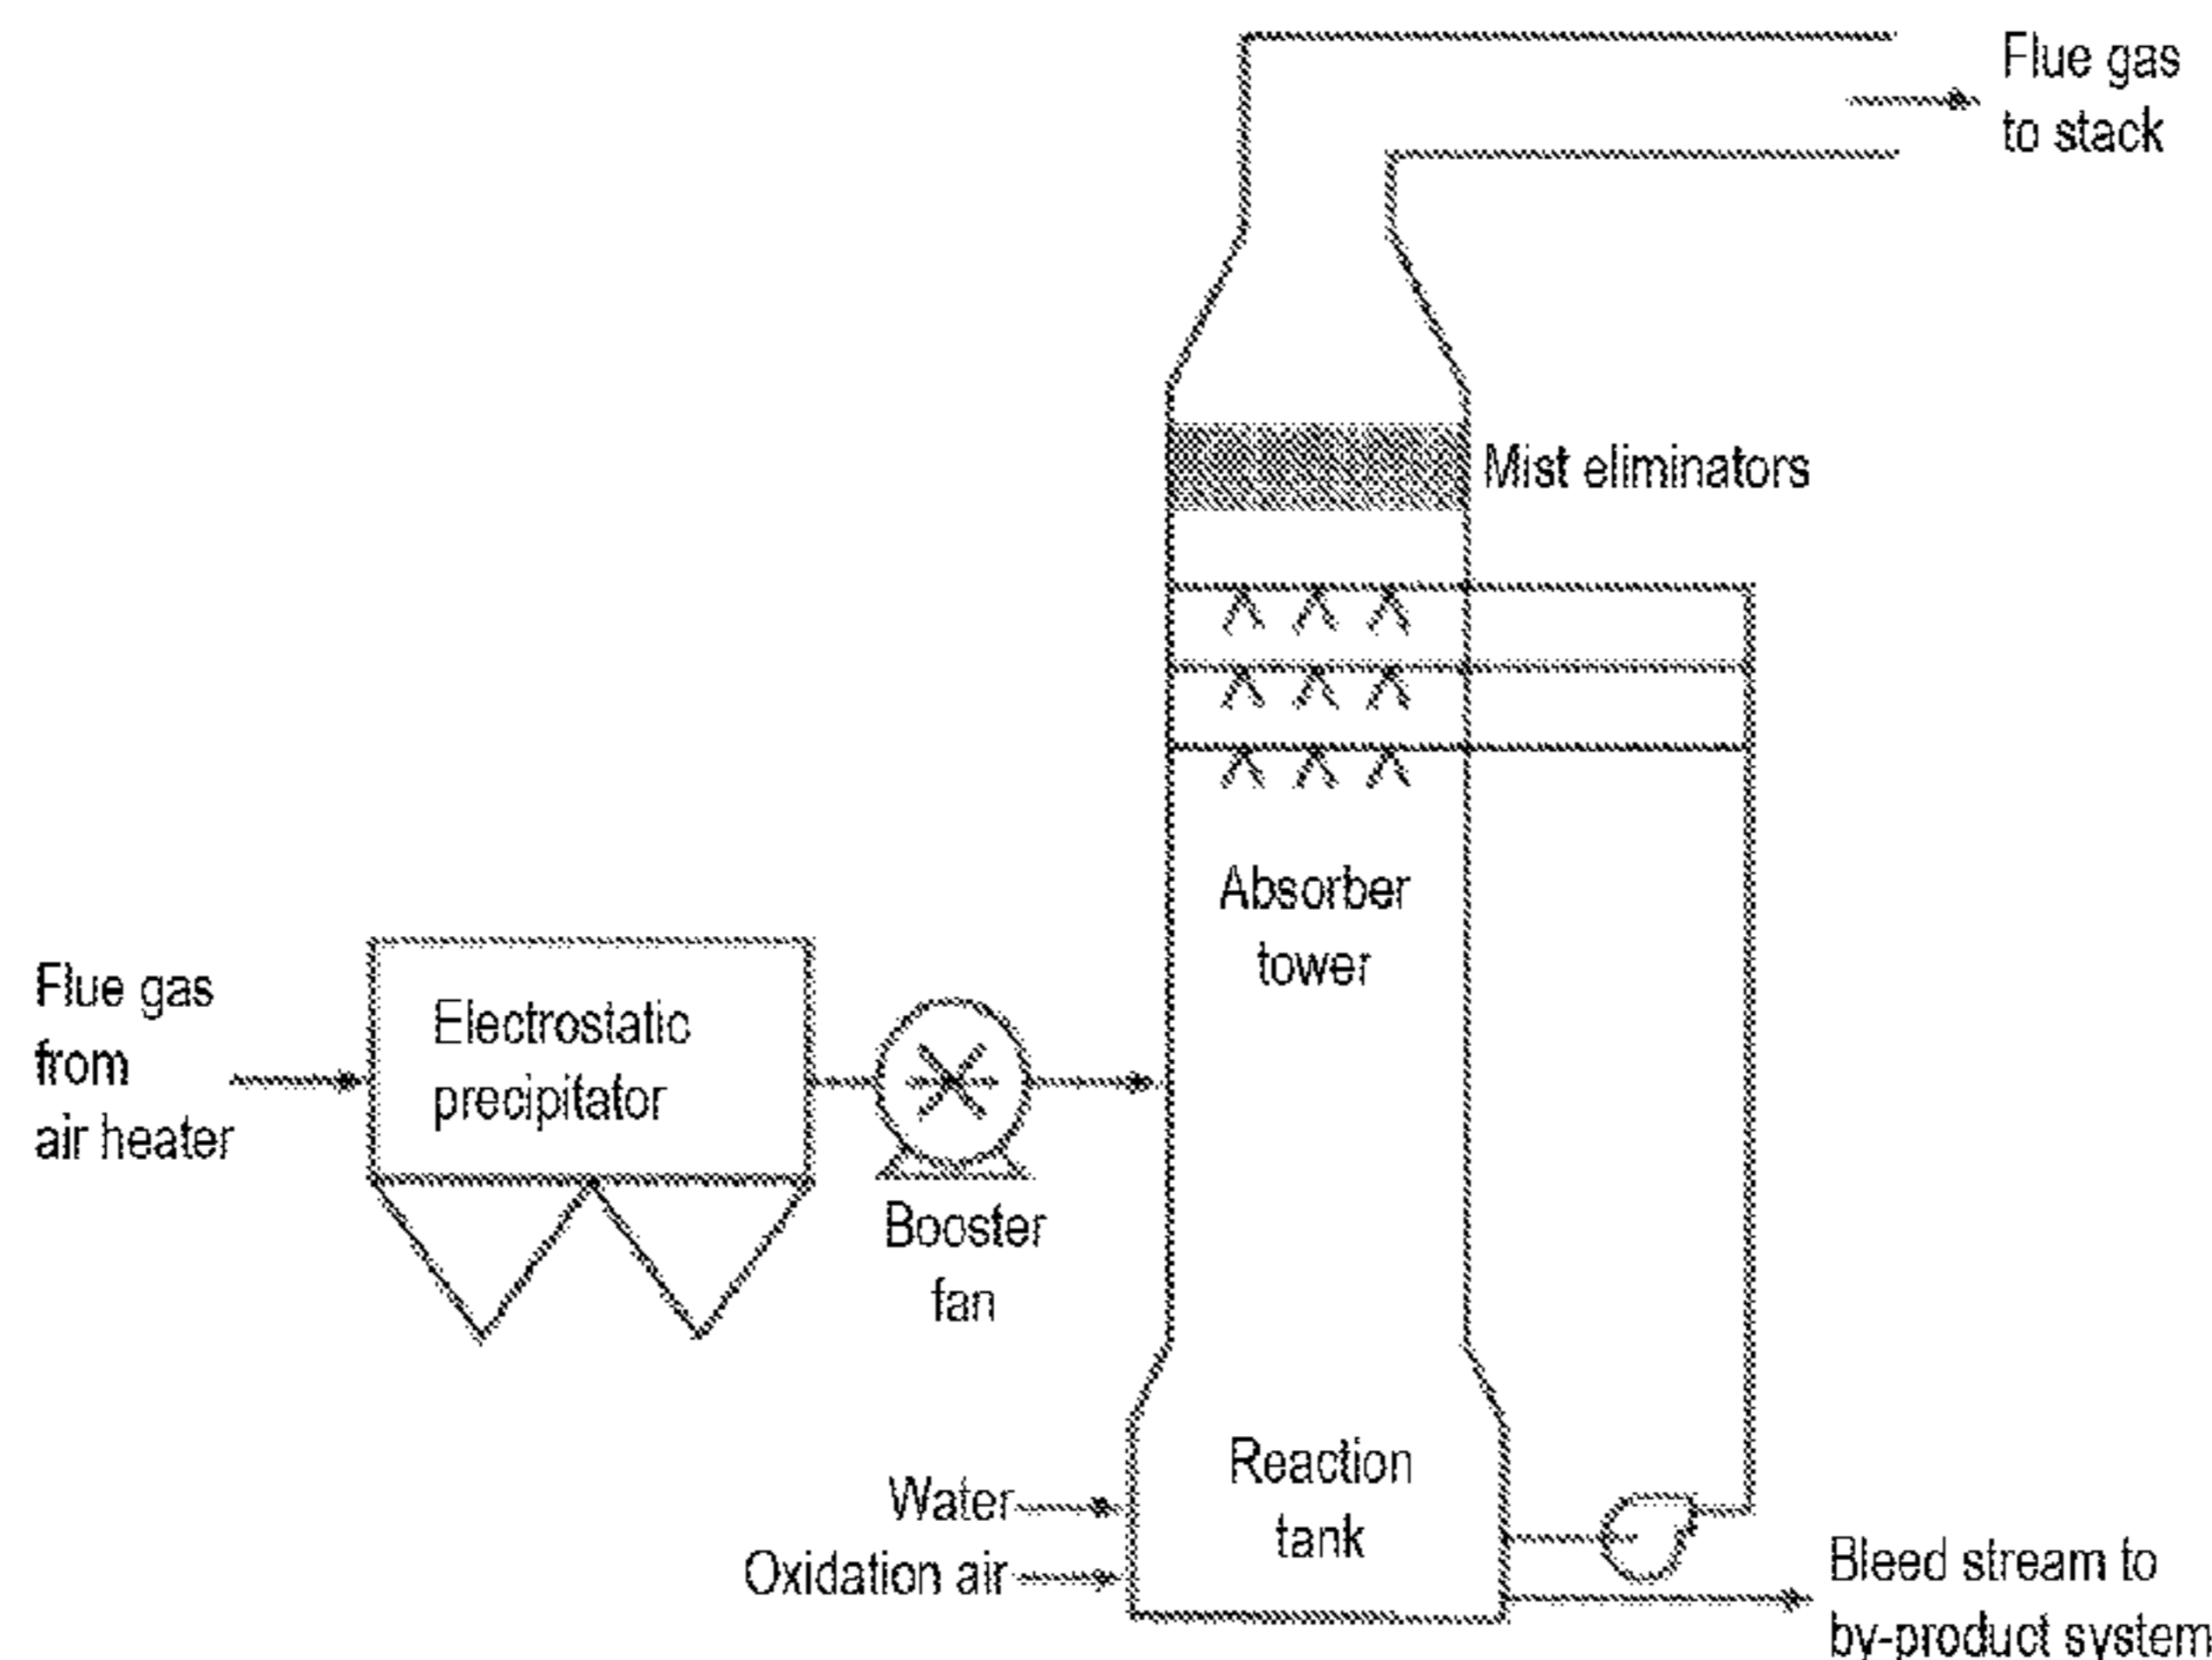 Flue gas
to stack
Mist eliminators
Absorber
tower
Flue gas
from
air heater
Electrostatic
precipitator
Booster
fan
Reaction
tank
Water
Oxidation air
Bleed stream to
by-product system